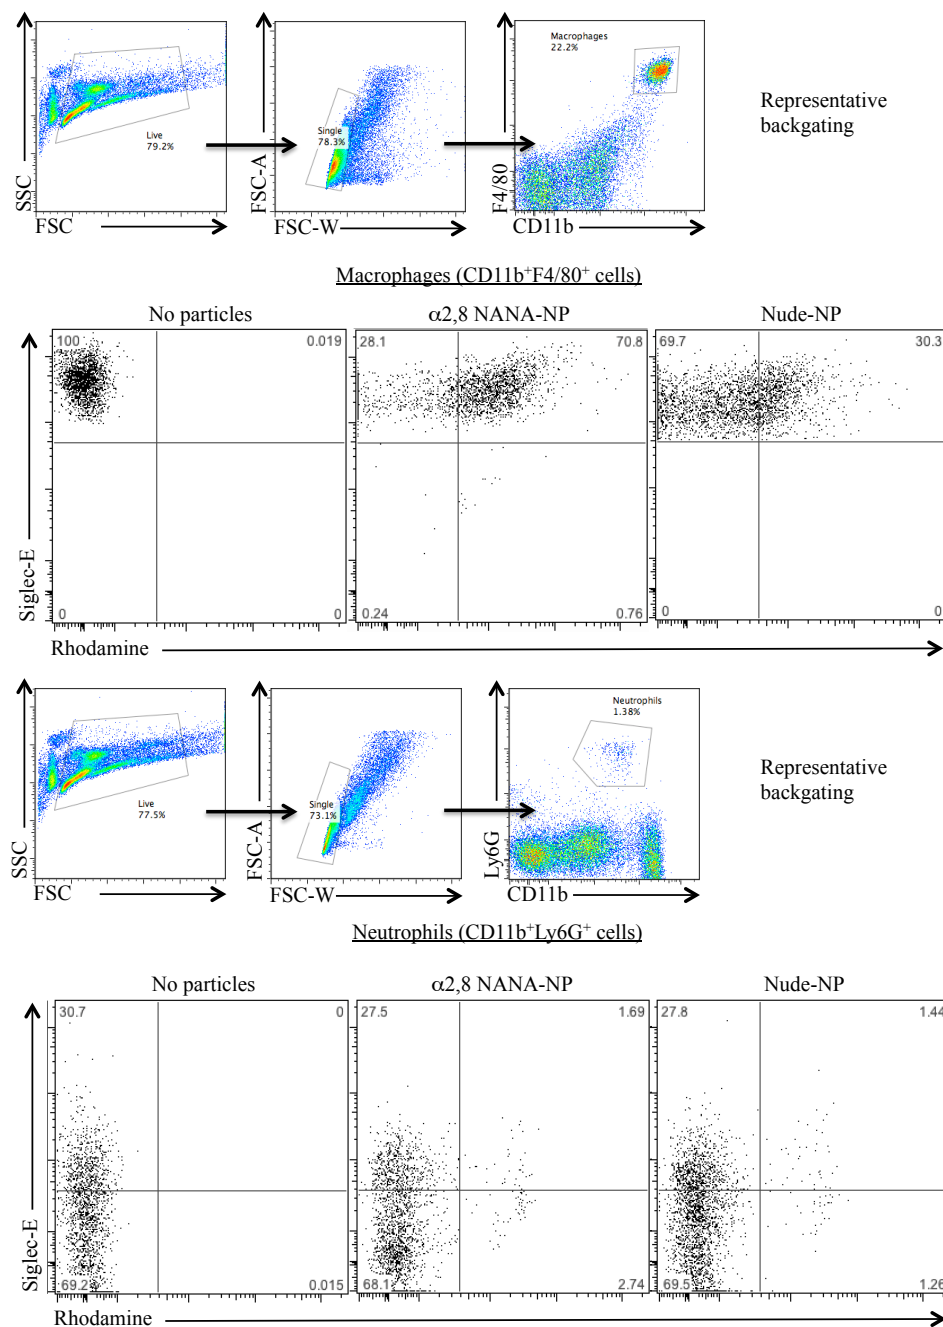 SSC
Live
79.2%
FSC
FSC-A
Single
78.3%
FSC-W
F4/80
Macrophages
22.2%
CD11b
Representative
backgating
Macrophages (CD11b⁺F4/80⁺ cells)
No particles
α2,8 NANA-NP
Nude-NP
Siglec-E
100
0.019
0
0
28.1
70.8
0.24
0.76
69.7
30.3
0
0
Rhodamine
SSC
Live
77.5%
FSC
FSC-A
Single
73.1%
FSC-W
Ly6G
Neutrophils
1.38%
CD11b
Representative
backgating
Neutrophils (CD11b⁺Ly6G⁺ cells)
No particles
α2,8 NANA-NP
Nude-NP
Siglec-E
30.7
0
69.2
0.015
27.5
1.69
68.1
2.74
27.8
1.44
69.5
1.26
Rhodamine